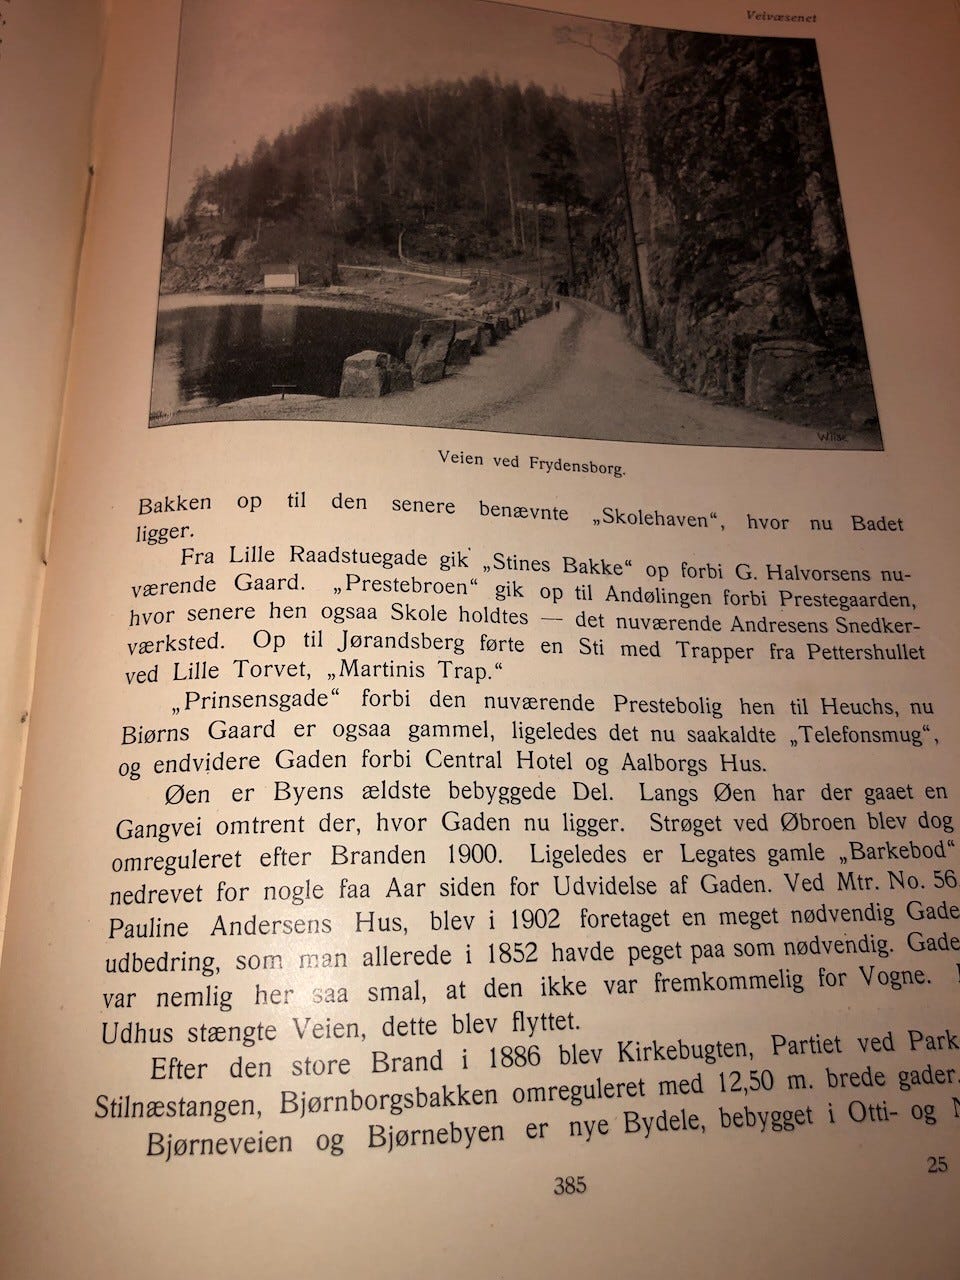 Veivæsenet
Wilse
Veien ved Frydensborg.
Bakken op til den senere benævnte „Skolehaven“, hvor nu Badet
ligger.
Fra Lille Raadstuegade gik „Stines Bakke“ op forbi G. Halvorsens nu-
værende Gaard. „Prestebroen“ gik op til Andølingen forbi Prestegaarden,
hvor senere hen ogsaa Skole holdtes — det nuværende Andresens Snedker-
værksted. Op til Jørandsberg førte en Sti med Trapper fra Pettershullet
ved Lille Torvet, „Martinis Trap.“
„Prinsensgade“ forbi den nuværende Prestebolig hen til Heuchs, nu
Biørns Gaard er ogsaa gammel, ligeledes det nu saakaldte „Telefonsmug“,
og endvidere Gaden forbi Central Hotel og Aalborgs Hus.
Øen er Byens ældste bebyggede Del. Langs Øen har der gaaet en
Gangvei omtrent der, hvor Gaden nu ligger. Strøget ved Øbroen blev dog
omreguleret efter Branden 1900. Ligeledes er Legates gamle „Barkebod“
nedrevet for nogle faa Aar siden for Udvidelse af Gaden. Ved Mtr. No. 56,
Pauline Andersens Hus, blev i 1902 foretaget en meget nødvendig Gade
udbedring, som man allerede i 1852 havde peget paa som nødvendig. Gade
var nemlig her saa smal, at den ikke var fremkommelig for Vogne.
Udhus stængte Veien, dette blev flyttet.
Efter den store Brand i 1886 blev Kirkebugten, Partiet ved Park
Stilnæstangen, Bjørnborgsbakken omreguleret med 12,50 m. brede gader.
Bjørneveien og Bjørnebyen er nye Bydele, bebygget i Otti- og N
385
25